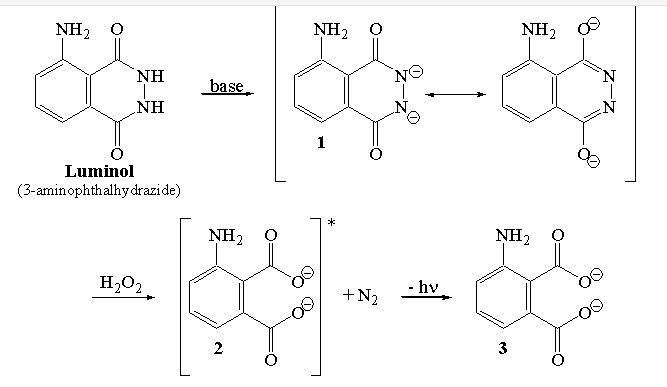 NH₂ O NH₂ O NH₂ O⊖
NH N⊖ N
base
NH N⊖ N
O 1 O O⊖
Luminol
(3-aminophthalhydrazide)
*
NH₂ O NH₂ O
H₂O₂ O⊖ + N₂ - hν O⊖
O⊖ O⊖
2 O 3 O